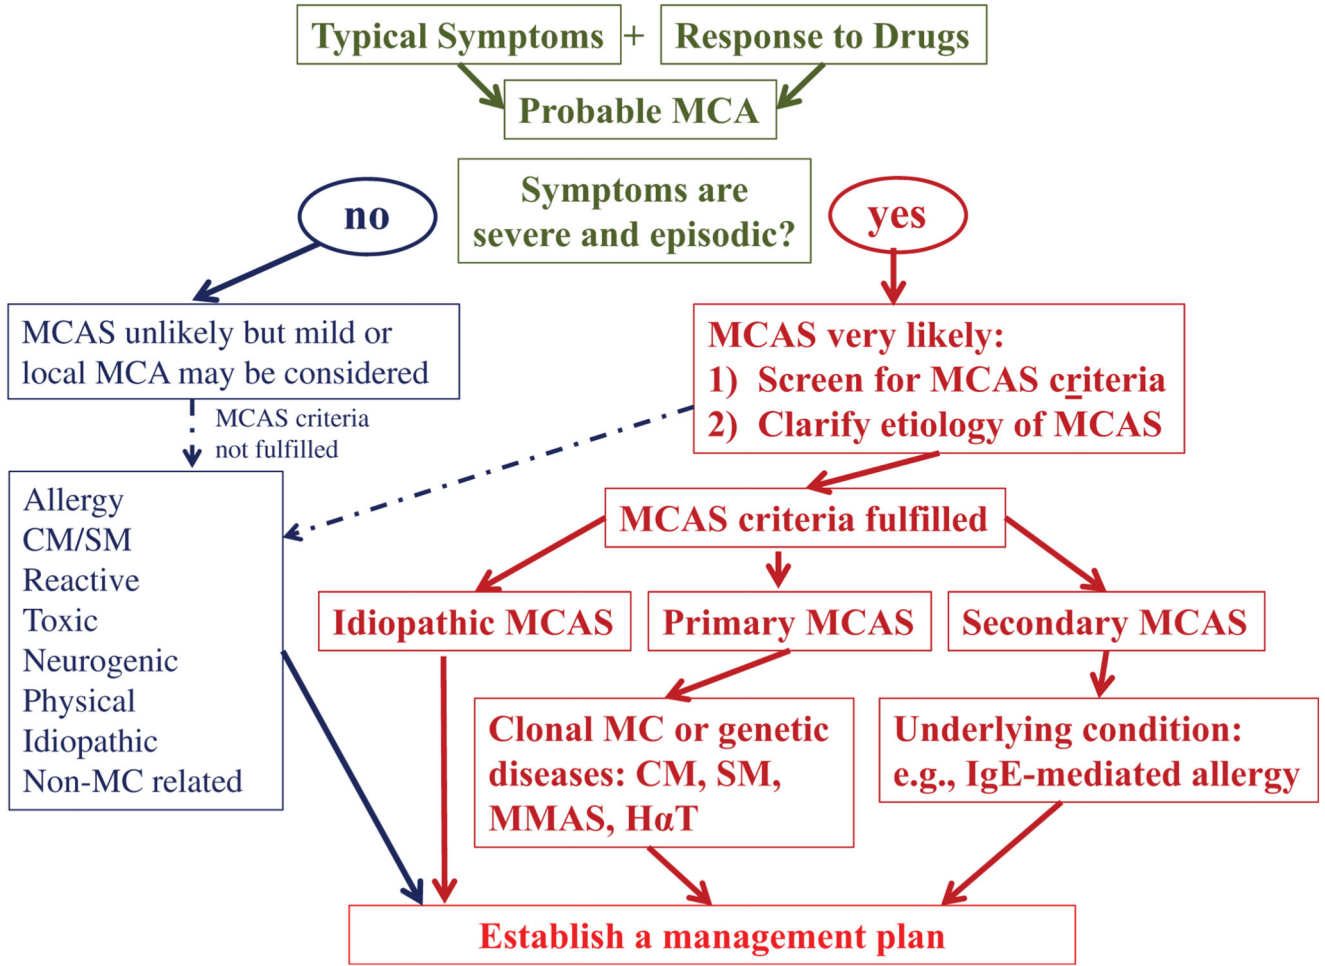 Typical Symptoms + Response to Drugs
Probable MCA
Symptoms are
severe and episodic?
no
yes
MCAS unlikely but mild or
local MCA may be considered
MCAS criteria
not fulfilled
Allergy
CM/SM
Reactive
Toxic
Neurogenic
Physical
Idiopathic
Non-MC related
MCAS very likely:
1) Screen for MCAS criteria
2) Clarify etiology of MCAS
MCAS criteria fulfilled
Idiopathic MCAS
Primary MCAS
Secondary MCAS
Clonal MC or genetic
diseases: CM, SM,
MMAS, HαT
Underlying condition:
e.g., IgE-mediated allergy
Establish a management plan